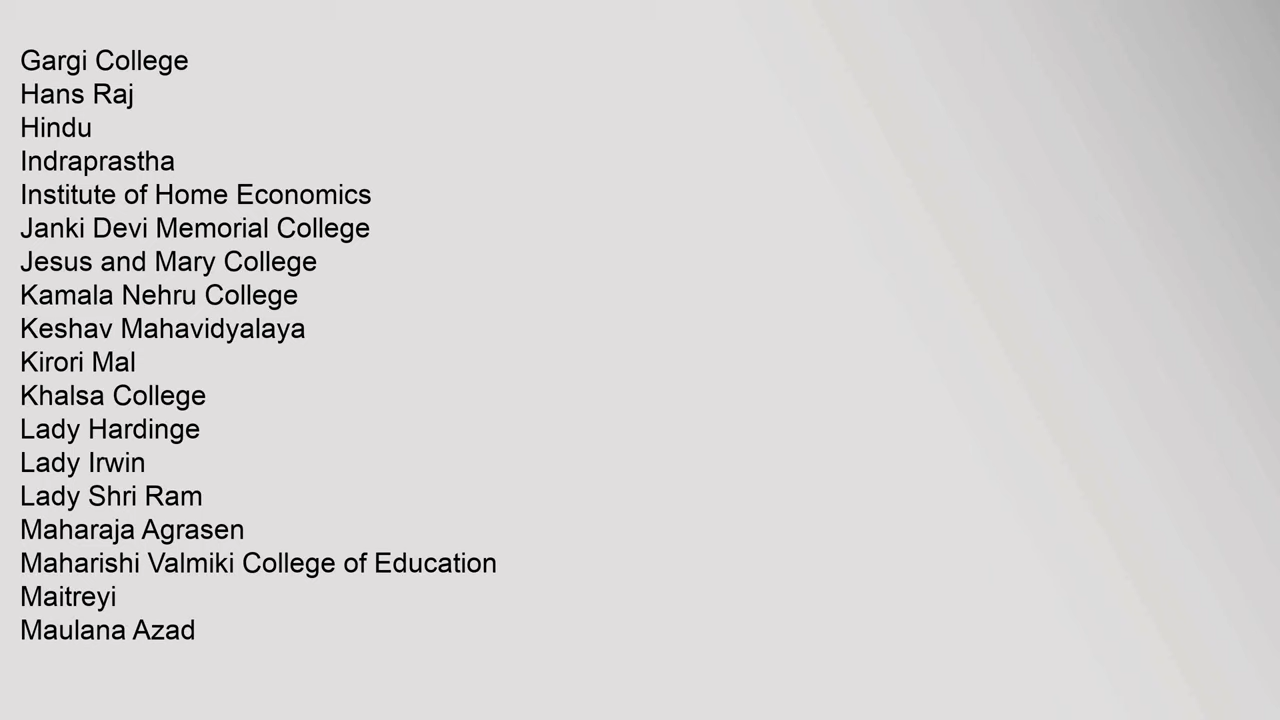 Gargi College
Hans Raj
Hindu
Indraprastha
Institute of Home Economics
Janki Devi Memorial College
Jesus and Mary College
Kamala Nehru College
Keshav Mahavidyalaya
Kirori Mal
Khalsa College
Lady Hardinge
Lady Irwin
Lady Shri Ram
Maharaja Agrasen
Maharishi Valmiki College of Education
Maitreyi
Maulana Azad